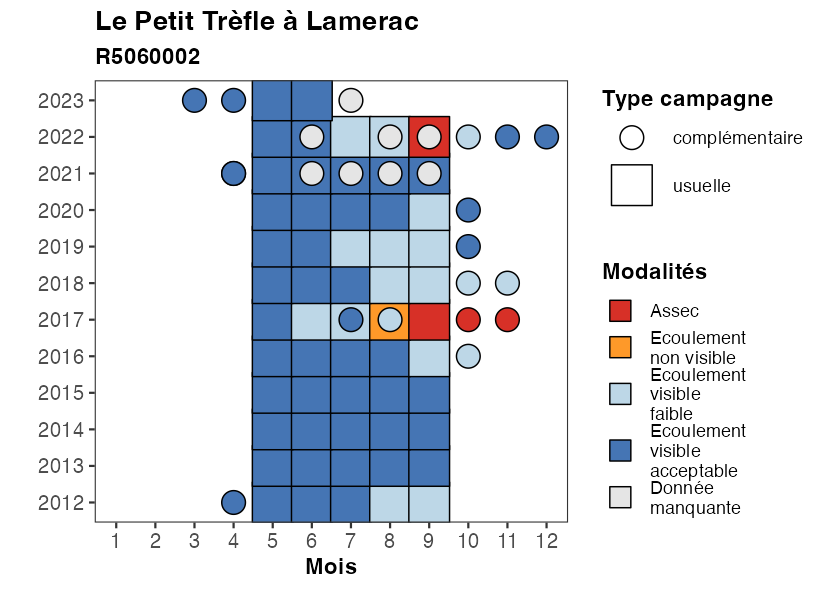 Le Petit Trèfle à Lamerac
R5060002
2023
2022
2021
2020
2019
2018
2017
2016
2015
2014
2013
2012
1 2 3 4 5 6 7 8 9 10 11 12
Mois
Type campagne
complémentaire
usuelle
Modalités
Assec
Ecoulement
non visible
Ecoulement
visible
faible
Ecoulement
visible
acceptable
Donnée
manquante